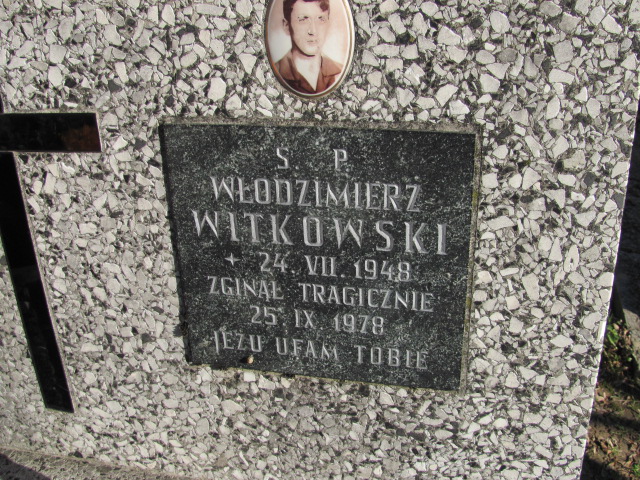 Ś. P.
WŁODZIMIERZ
WITKOWSKI
+ 24. VII. 1948
ZGINĄŁ TRAGICZNIE
25. IX. 1978
JEZU UFAM TOBIE